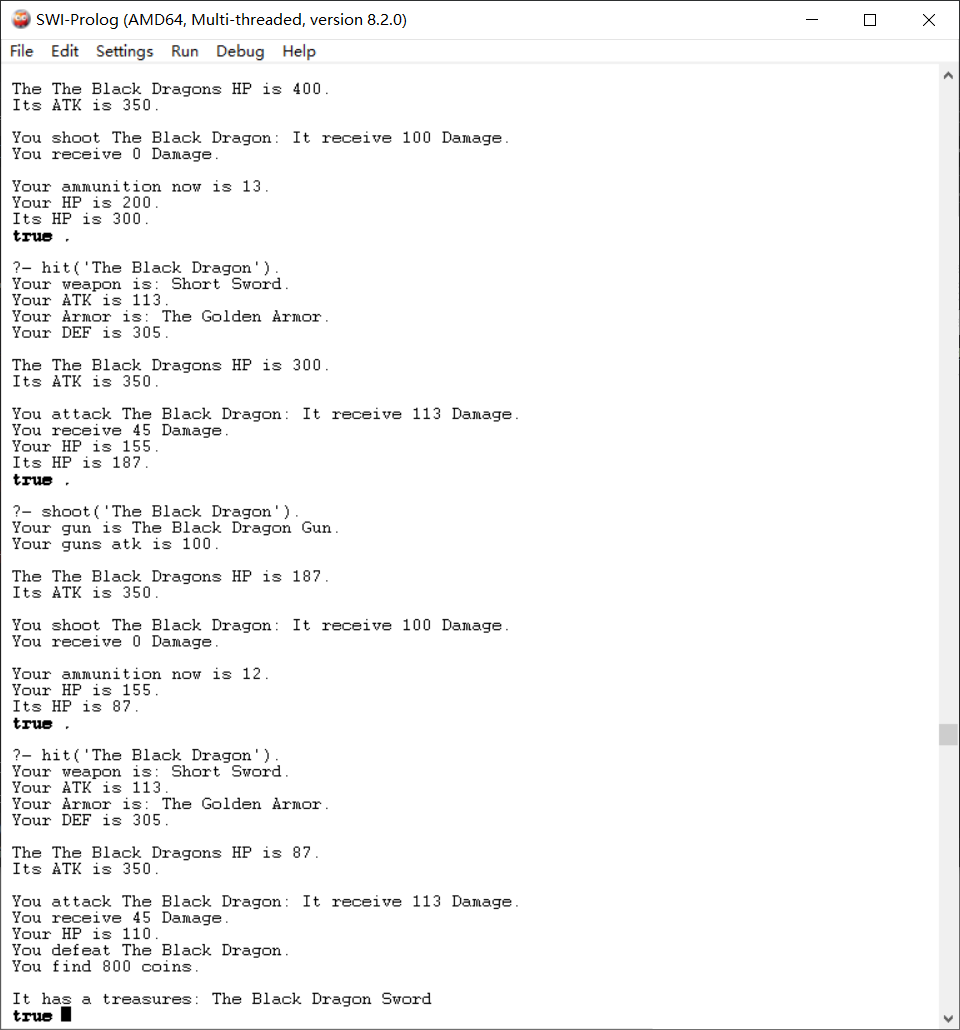 SWI-Prolog (AMD64, Multi-threaded, version 8.2.0)
File Edit Settings Run Debug Help
The The Black Dragons HP is 400.
Its ATK is 350.
You shoot The Black Dragon: It receive 100 Damage.
You receive 0 Damage.
Your ammunition now is 13.
Your HP is 200.
Its HP is 300.
true .
?- hit('The Black Dragon').
Your weapon is: Short Sword.
Your ATK is 113.
Your Armor is: The Golden Armor.
Your DEF is 305.
The The Black Dragons HP is 300.
Its ATK is 350.
You attack The Black Dragon: It receive 113 Damage.
You receive 45 Damage.
Your HP is 155.
Its HP is 187.
true .
?- shoot('The Black Dragon').
Your gun is The Black Dragon Gun.
Your guns atk is 100.
The The Black Dragons HP is 187.
Its ATK is 350.
You shoot The Black Dragon: It receive 100 Damage.
You receive 0 Damage.
Your ammunition now is 12.
Your HP is 155.
Its HP is 87.
true .
?- hit('The Black Dragon').
Your weapon is: Short Sword.
Your ATK is 113.
Your Armor is: The Golden Armor.
Your DEF is 305.
The The Black Dragons HP is 87.
Its ATK is 350.
You attack The Black Dragon: It receive 113 Damage.
You receive 45 Damage.
Your HP is 110.
You defeat The Black Dragon.
You find 800 coins.
It has a treasures: The Black Dragon Sword
true